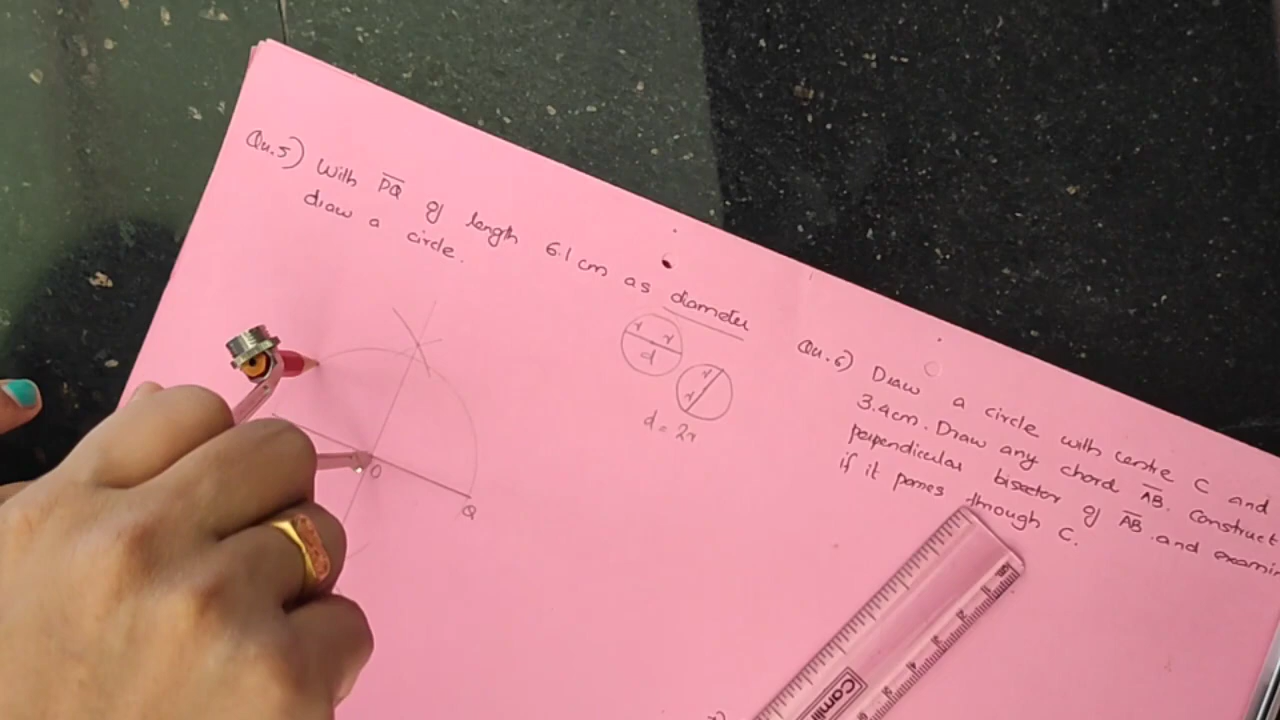 Qu.5) With PQ of length 6.1 cm as diameter
draw a circle.
r r
d
r
r
d = 2r
O
Q
Qu.6) Draw a circle with centre C and
3.4cm. Draw any chord AB. Construct
perpendicular bisector of AB and examin
if it passes through C.
Camlin